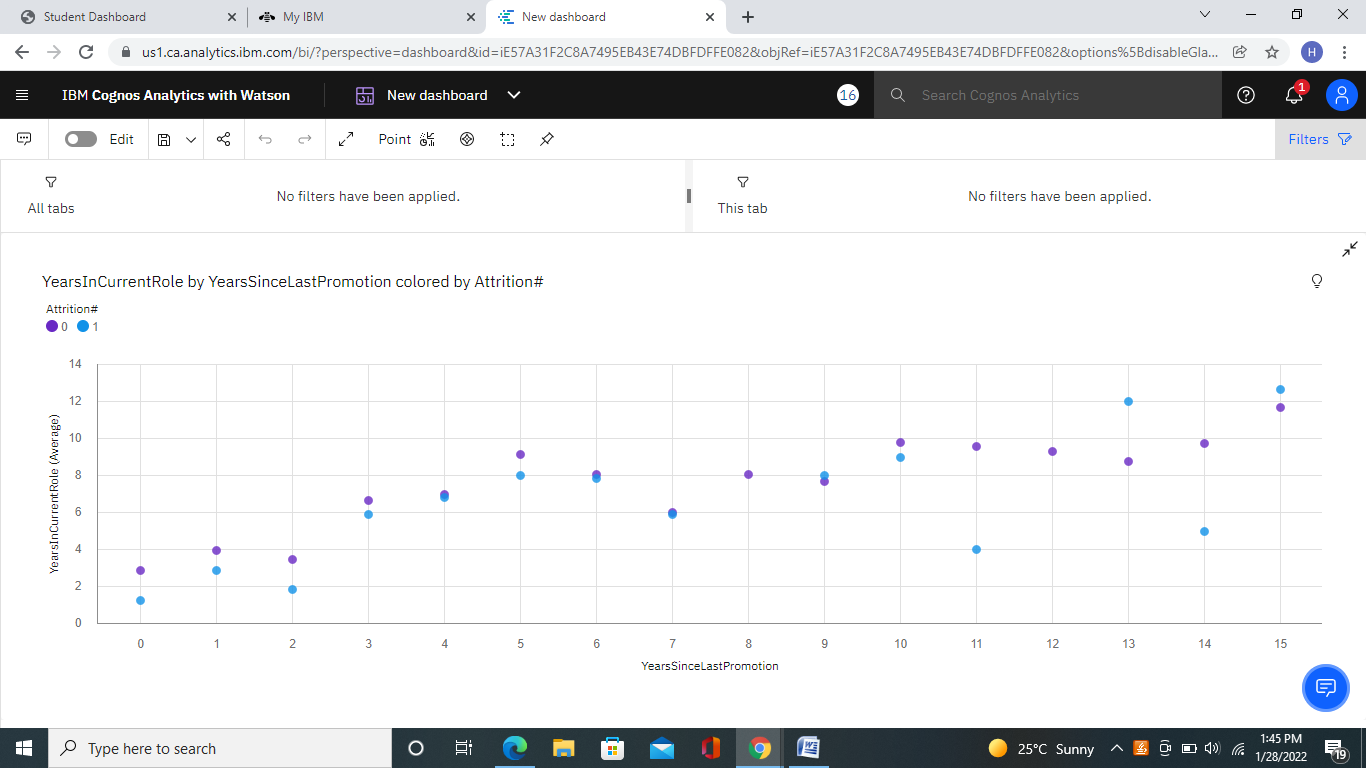 Student Dashboard
My IBM
New dashboard
us1.ca.analytics.ibm.com/bi/?perspective=dashboard&id=iE57A31F2C8A7495EB43E74DBFDFFE082&objRef=iE57A31F2C8A7495EB43E74DBFDFFE082&options%5BdisableGla...
H
IBM Cognos Analytics with Watson
New dashboard
16
Search Cognos Analytics
1
Edit
Point
Filters
All tabs
No filters have been applied.
This tab
No filters have been applied.
YearsInCurrentRole by YearsSinceLastPromotion colored by Attrition#
Attrition#
0 1
YearsInCurrentRole (Average)
14
12
10
8
6
4
2
0
0 1 2 3 4 5 6 7 8 9 10 11 12 13 14 15
YearsSinceLastPromotion
Type here to search
25°C Sunny
1:45 PM
1/28/2022
19